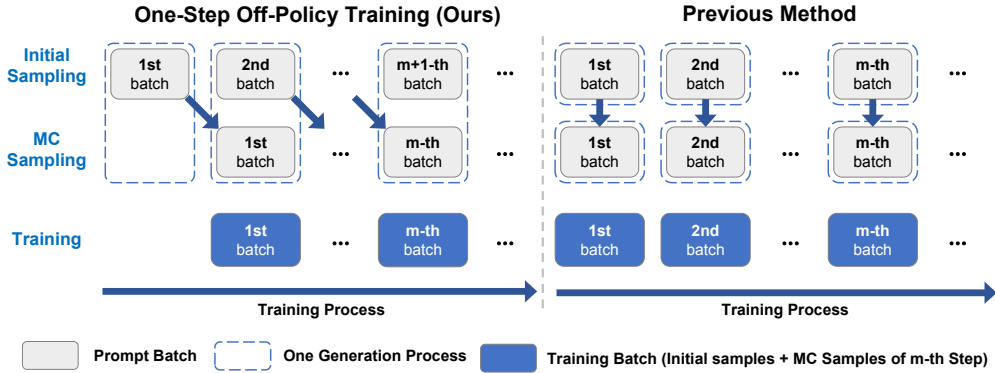 One-Step Off-Policy Training (Ours)
Previous Method
Initial
Sampling
1st
batch
2nd
batch
...
m+1-th
batch
...
1st
batch
2nd
batch
...
m-th
batch
...
MC
Sampling
1st
batch
...
m-th
batch
...
1st
batch
2nd
batch
...
m-th
batch
...
Training
1st
batch
...
m-th
batch
...
1st
batch
2nd
batch
...
m-th
batch
...
Training Process
Training Process
Prompt Batch
One Generation Process
Training Batch (Initial samples + MC Samples of m-th Step)